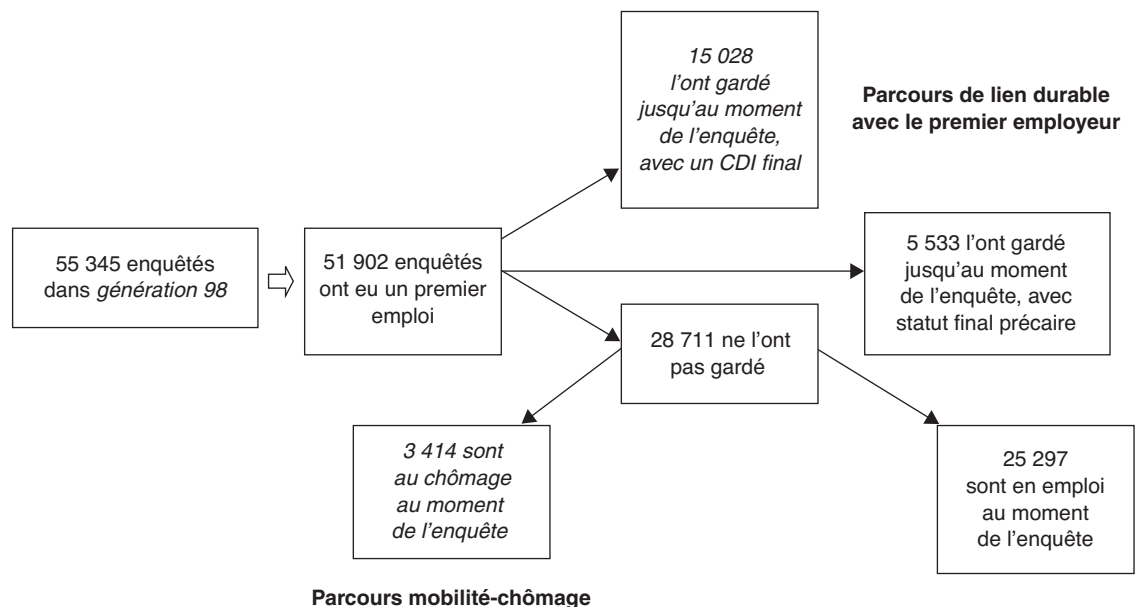 15 028
l'ont gardé
jusqu'au moment
de l'enquête,
avec un CDI final
Parcours de lien durable
avec le premier employeur
55 345 enquêtés
dans génération 98
51 902 enquêtés
ont eu un premier
emploi
5 533 l'ont gardé
jusqu'au moment
de l'enquête, avec
statut final précaire
28 711 ne l'ont
pas gardé
3 414 sont
au chômage
au moment
de l'enquête
25 297
sont en emploi
au moment
de l'enquête
Parcours mobilité-chômage